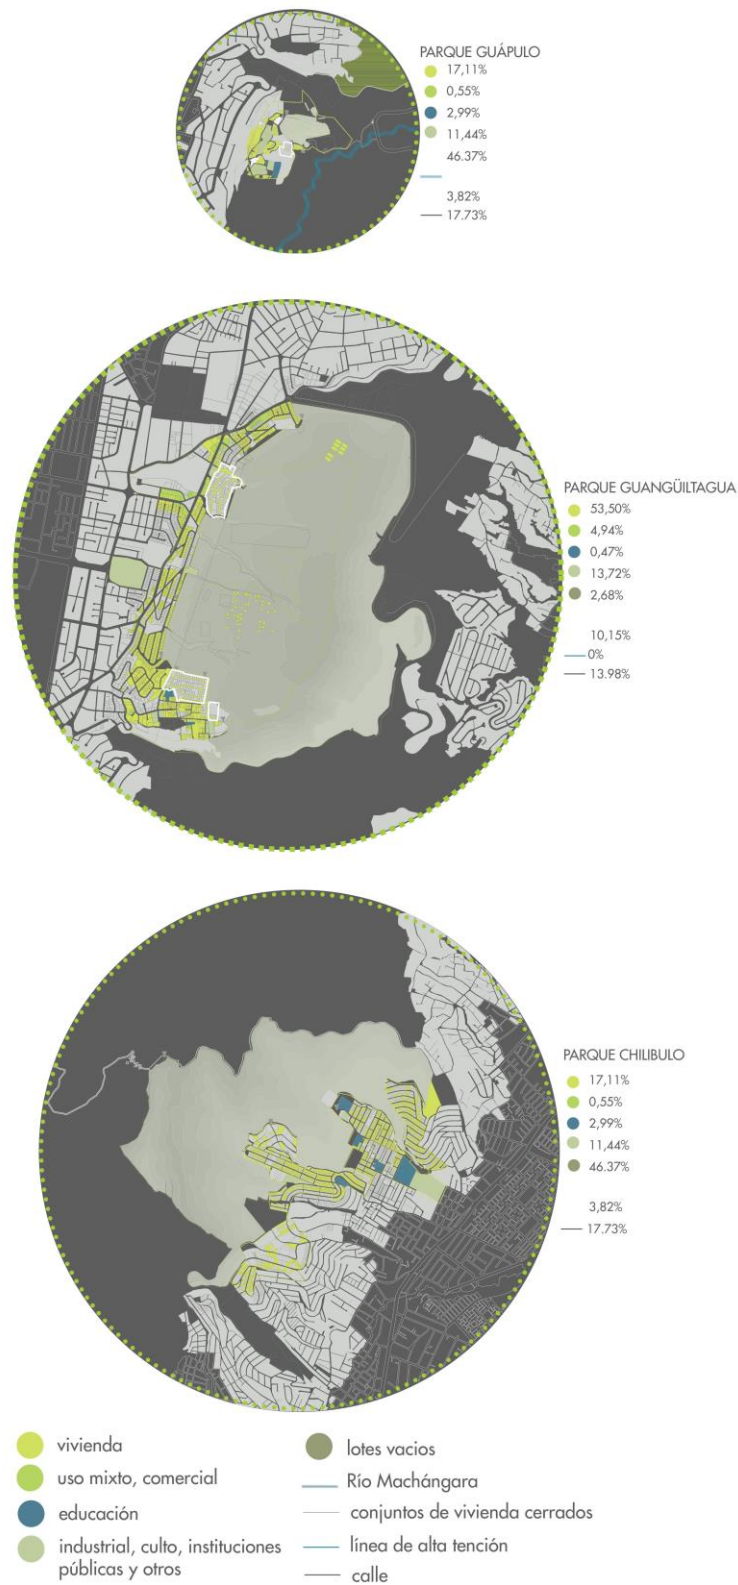 PARQUE GUÁPULO
17,11%
0,55%
2,99%
11,44%
46.37%
3,82%
17.73%
PARQUE GUANGÜILTAGUA
53,50%
4,94%
0,47%
13,72%
2,68%
10,15%
0%
13.98%
PARQUE CHILIBULO
17,11%
0,55%
2,99%
11,44%
46.37%
3,82%
17.73%
vivienda
uso mixto, comercial
educación
industrial, culto, instituciones
públicas y otros
lotes vacios
Río Machángara
conjuntos de vivienda cerrados
línea de alta tención
calle